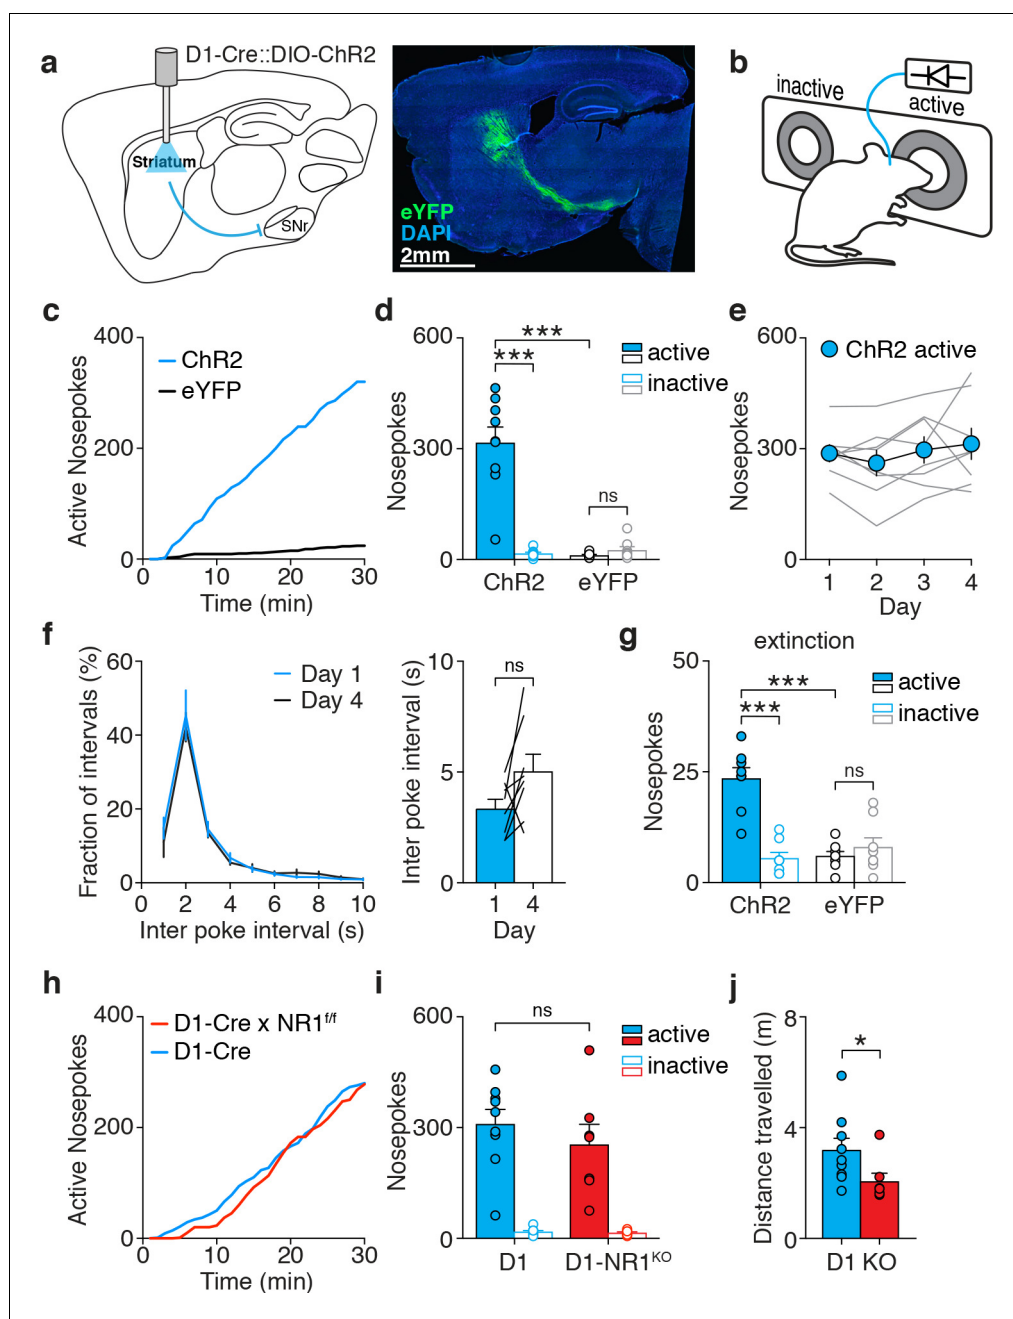 a
D1-Cre::DIO-ChR2
Striatum
SNr
eYFP
DAPI
2mm
b
inactive
active
c
Active Nosepokes
400
200
0
ChR2
eYFP
0 10 20 30
Time (min)
d
Nosepokes
600
300
0
***
***
ns
active
inactive
ChR2 eYFP
e
Nosepokes
600
300
0
ChR2 active
1 2 3 4
Day
f
Fraction of intervals (%)
60
40
20
0
Day 1
Day 4
0 2 4 6 8 10
Inter poke interval (s)
Inter poke interval (s)
10
5
0
ns
1 4
Day
g
extinction
Nosepokes
50
25
0
***
***
ns
active
inactive
ChR2 eYFP
h
Active Nosepokes
400
200
0
D1-Cre x NR1f/f
D1-Cre
0 10 20 30
Time (min)
i
Nosepokes
600
300
0
ns
active
inactive
D1 D1-NR1KO
j
Distance travelled (m)
8
4
0
*
D1 KO